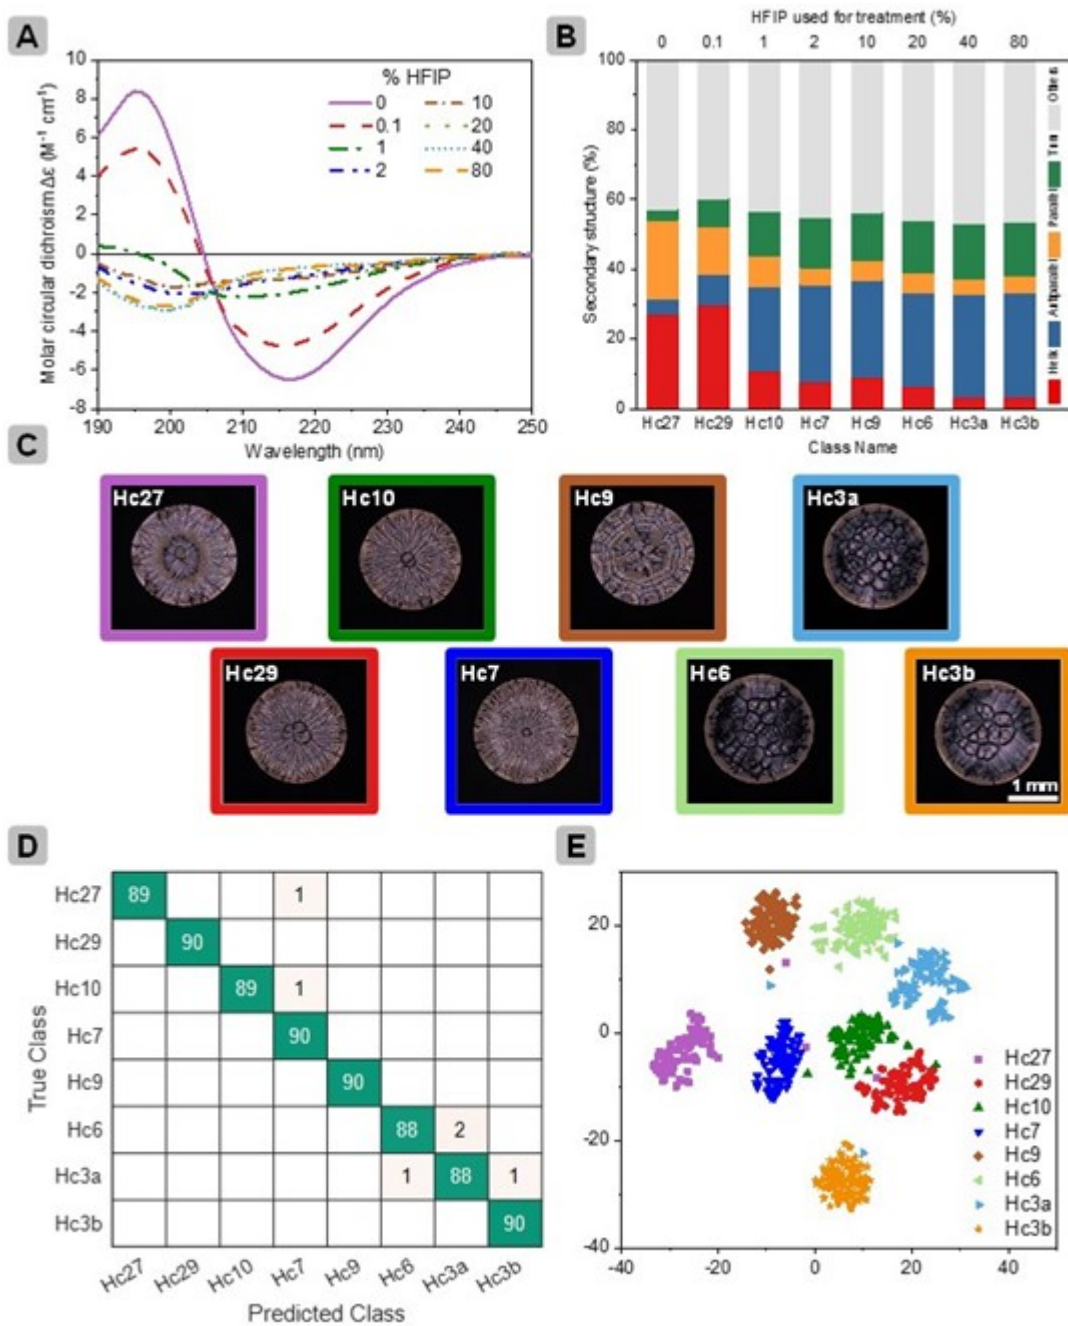 A
10
8
6
4
2
0
-2
-4
-6
-8
Molar circular dichroism Δε (M⁻¹ cm⁻¹)
% HFIP
0
0.1
1
2
10
20
40
80
190 200 210 220 230 240 250
Wavelength (nm)
B
HFIP used for treatment (%)
0 0.1 1 2 10 20 40 80
100
80
60
40
20
0
Secondary structure (%)
Others
Turn
Parallel
Antiparallel
Helix
Hc27 Hc29 Hc10 Hc7 Hc9 Hc6 Hc3a Hc3b
Class Name
C
Hc27
Hc10
Hc9
Hc3a
Hc29
Hc7
Hc6
Hc3b
1 mm
D
True Class
Hc27 89 1
Hc29 90
Hc10 89 1
Hc7 90
Hc9 90
Hc6 88 2
Hc3a 1 88 1
Hc3b 90
Hc27 Hc29 Hc10 Hc7 Hc9 Hc6 Hc3a Hc3b
Predicted Class
E
20
0
-20
-40
Hc27
Hc29
Hc10
Hc7
Hc9
Hc6
Hc3a
Hc3b
-40 -20 0 20 40